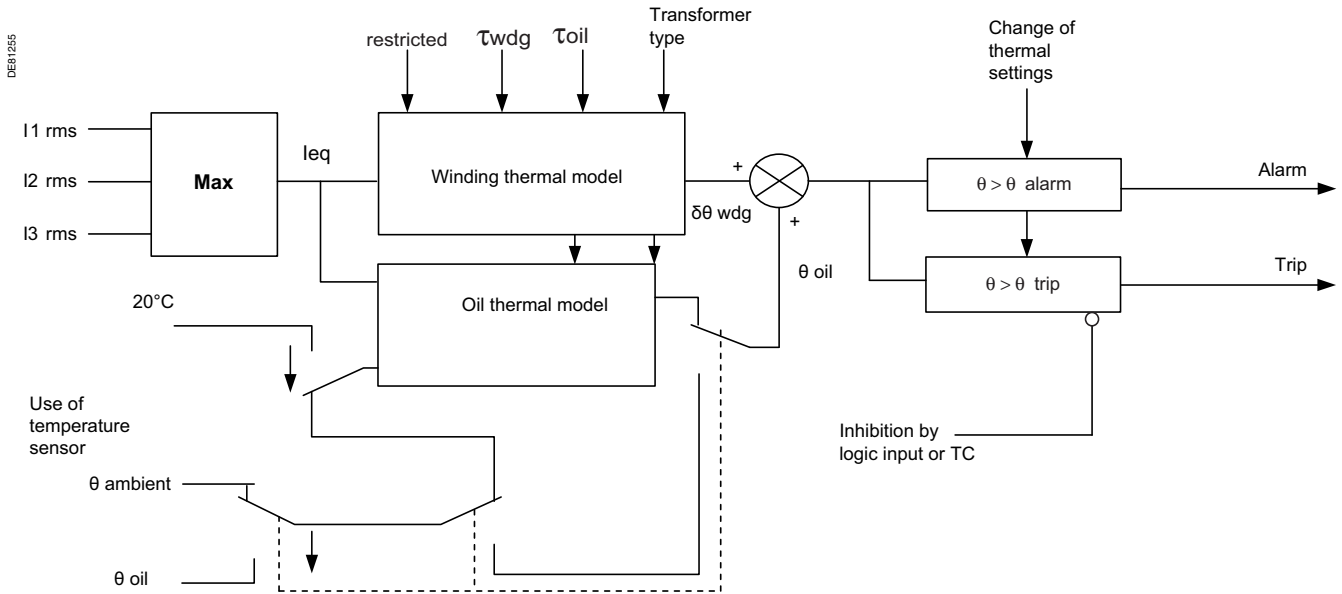 DE81255
restricted
τwdg
τoil
Transformer
type
Change of
thermal
settings
I1 rms
I2 rms
I3 rms
Max
Ieq
Winding thermal model
+
δθ wdg
+
θ > θ alarm
Alarm
Oil thermal model
θ oil
θ > θ trip
Trip
20°C
Use of
temperature
sensor
Inhibition by
logic input or TC
θ ambient
θ oil